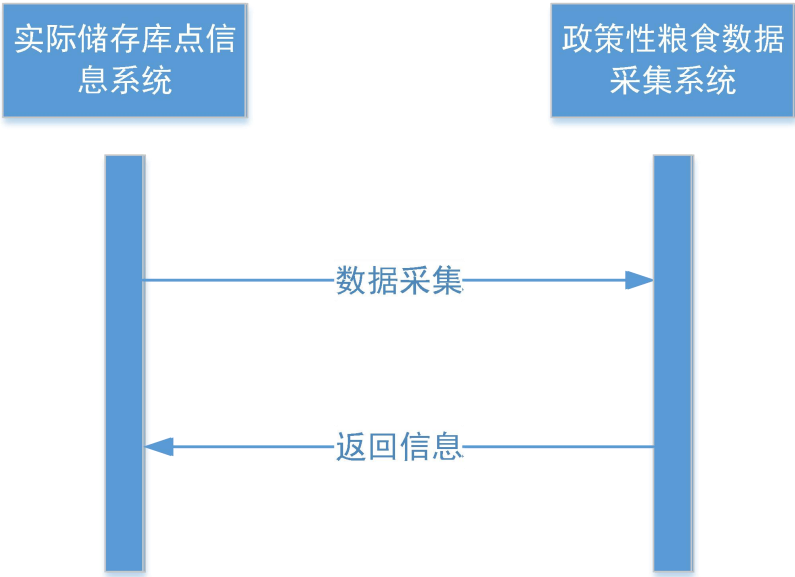 实际储存库点信
息系统
政策性粮食数据
采集系统
数据采集
返回信息